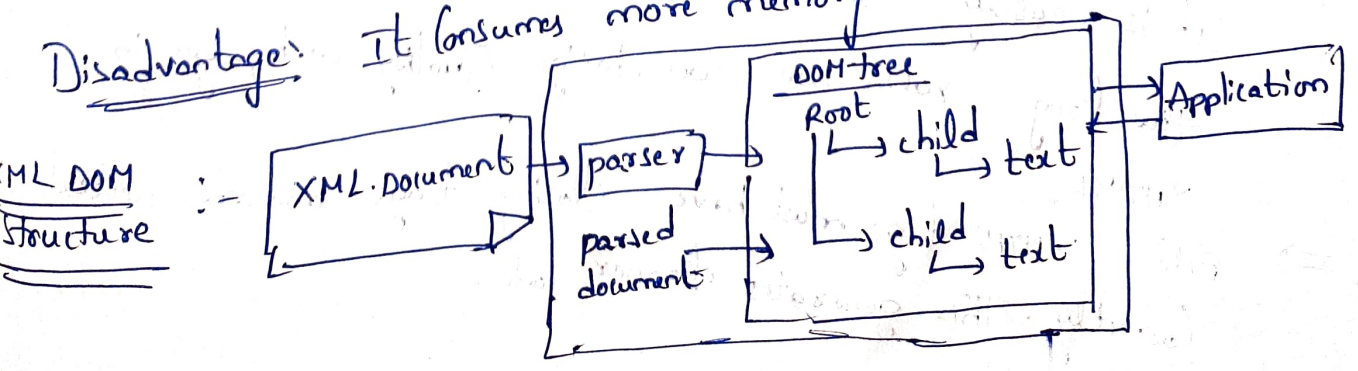 Disadvantage: It Consumes more
XML.Document
parser
parsed
document
DOM-tree
Root
child
text
child
text
Application
ML DOM
Structure :-